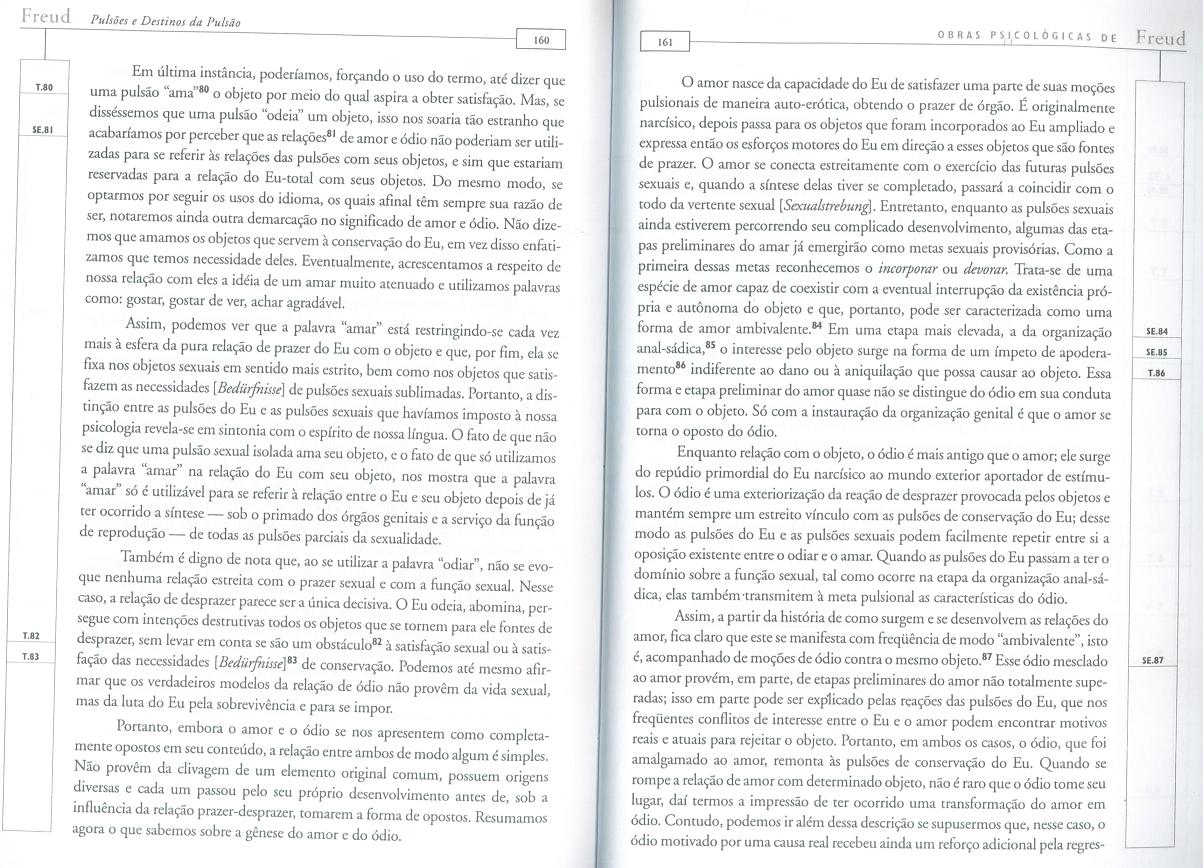 Freud Pulsões e Destinos da Pulsão
160
T.80
SE.81
T.82
T.83
Em última instância, poderíamos, forçando o uso do termo, até dizer que
uma pulsão “ama”80 o objeto por meio do qual aspira a obter satisfação. Mas, se
disséssemos que uma pulsão “odeia” um objeto, isso nos soaria tão estranho que
acabaríamos por perceber que as relações81 de amor e ódio não poderiam ser utili-
zadas para se referir às relações das pulsões com seus objetos, e sim que estariam
reservadas para a relação do Eu-total com seus objetos. Do mesmo modo, se
optarmos por seguir os usos do idioma, os quais afinal têm sempre sua razão de
ser, notaremos ainda outra demarcação no significado de amor e ódio. Não dize-
mos que amamos os objetos que servem à conservação do Eu, em vez disso enfati-
zamos que temos necessidade deles. Eventualmente, acrescentamos a respeito de
nossa relação com eles a idéia de um amar muito atenuado e utilizamos palavras
como: gostar, gostar de ver, achar agradável.
Assim, podemos ver que a palavra “amar” está restringindo-se cada vez
mais à esfera da pura relação de prazer do Eu com o objeto e que, por fim, ela se
fixa nos objetos sexuais em sentido mais estrito, bem como nos objetos que satis-
fazem as necessidades [Bedürfnisse] de pulsões sexuais sublimadas. Portanto, a dis-
tinção entre as pulsões do Eu e as pulsões sexuais que havíamos imposto à nossa
psicologia revela-se em sintonia com o espírito de nossa língua. O fato de que não
se diz que uma pulsão sexual isolada ama seu objeto, e o fato de que só utilizamos
a palavra “amar” na relação do Eu com seu objeto, nos mostra que a palavra
“amar” só é utilizável para se referir à relação entre o Eu e seu objeto depois de já
ter ocorrido a síntese — sob o primado dos órgãos genitais e a serviço da função
de reprodução — de todas as pulsões parciais da sexualidade.
Também é digno de nota que, ao se utilizar a palavra “odiar”, não se evo-
que nenhuma relação estreita com o prazer sexual e com a função sexual. Nesse
caso, a relação de desprazer parece ser a única decisiva. O Eu odeia, abomina, per-
segue com intenções destrutivas todos os objetos que se tornem para ele fontes de
desprazer, sem levar em conta se são um obstáculo82 à satisfação sexual ou à satis-
fação das necessidades [Bedürfnisse]83 de conservação. Podemos até mesmo afir-
mar que os verdadeiros modelos da relação de ódio não provêm da vida sexual,
mas da luta do Eu pela sobrevivência e para se impor.
Portanto, embora o amor e o ódio se nos apresentem como completa-
mente opostos em seu conteúdo, a relação entre ambos de modo algum é simples.
Não provêm da clivagem de um elemento original comum, possuem origens
diversas e cada um passou pelo seu próprio desenvolvimento antes de, sob a
influência da relação prazer-desprazer, tomarem a forma de opostos. Resumamos
agora o que sabemos sobre a gênese do amor e do ódio.
161
OBRAS PSICOLÓGICAS DE Freud
O amor nasce da capacidade do Eu de satisfazer uma parte de suas moções
pulsionais de maneira auto-erótica, obtendo o prazer de órgão. É originalmente
narcísico, depois passa para os objetos que foram incorporados ao Eu ampliado e
expressa então os esforços motores do Eu em direção a esses objetos que são fontes
de prazer. O amor se conecta estreitamente com o exercício das futuras pulsões
sexuais e, quando a síntese delas tiver se completado, passará a coincidir com o
todo da vertente sexual [Sexualstrebung]. Entretanto, enquanto as pulsões sexuais
ainda estiverem percorrendo seu complicado desenvolvimento, algumas das eta-
pas preliminares do amar já emergirão como metas sexuais provisórias. Como a
primeira dessas metas reconhecemos o incorporar ou devorar. Trata-se de uma
espécie de amor capaz de coexistir com a eventual interrupção da existência pró-
pria e autônoma do objeto e que, portanto, pode ser caracterizada como uma
forma de amor ambivalente.84 Em uma etapa mais elevada, a da organização
anal-sádica,85 o interesse pelo objeto surge na forma de um ímpeto de apodera-
mento86 indiferente ao dano ou à aniquilação que possa causar ao objeto. Essa
forma e etapa preliminar do amor quase não se distingue do ódio em sua conduta
para com o objeto. Só com a instauração da organização genital é que o amor se
torna o oposto do ódio.
Enquanto relação com o objeto, o ódio é mais antigo que o amor; ele surge
do repúdio primordial do Eu narcísico ao mundo exterior aportador de estímu-
los. O ódio é uma exteriorização da reação de desprazer provocada pelos objetos e
mantém sempre um estreito vínculo com as pulsões de conservação do Eu; desse
modo as pulsões do Eu e as pulsões sexuais podem facilmente repetir entre si a
oposição existente entre o odiar e o amar. Quando as pulsões do Eu passam a ter o
domínio sobre a função sexual, tal como ocorre na etapa da organização anal-sá-
dica, elas também transmitem à meta pulsional as características do ódio.
Assim, a partir da história de como surgem e se desenvolvem as relações do
amor, fica claro que este se manifesta com freqüência de modo “ambivalente”, isto
é, acompanhado de moções de ódio contra o mesmo objeto.87 Esse ódio mesclado
ao amor provém, em parte, de etapas preliminares do amor não totalmente supe-
radas; isso em parte pode ser explicado pelas reações das pulsões do Eu, que nos
freqüentes conflitos de interesse entre o Eu e o amor podem encontrar motivos
reais e atuais para rejeitar o objeto. Portanto, em ambos os casos, o ódio, que foi
amalgamado ao amor, remonta às pulsões de conservação do Eu. Quando se
rompe a relação de amor com determinado objeto, não é raro que o ódio tome seu
lugar, daí termos a impressão de ter ocorrido uma transformação do amor em
ódio. Contudo, podemos ir além dessa descrição se supusermos que, nesse caso, o
ódio motivado por uma causa real recebeu ainda um reforço adicional pela regres-
SE.84
SE.85
T.86
SE.87